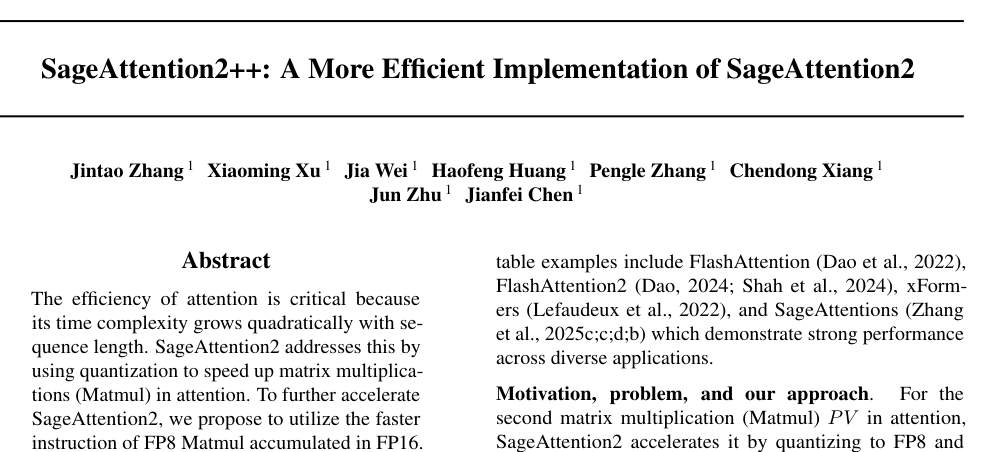 SageAttention2++: A More Efficient Implementation of SageAttention2
Jintao Zhang 1 Xiaoming Xu 1 Jia Wei 1 Haofeng Huang 1 Pengle Zhang 1 Chendong Xiang 1
Jun Zhu 1 Jianfei Chen 1
Abstract
The efficiency of attention is critical because
its time complexity grows quadratically with se-
quence length. SageAttention2 addresses this by
using quantization to speed up matrix multiplica-
tions (Matmul) in attention. To further accelerate
SageAttention2, we propose to utilize the faster
instruction of FP8 Matmul accumulated in FP16.
table examples include FlashAttention (Dao et al., 2022),
FlashAttention2 (Dao, 2024; Shah et al., 2024), xForm-
ers (Lefaudeux et al., 2022), and SageAttentions (Zhang
et al., 2025c;c;d;b) which demonstrate strong performance
across diverse applications.
Motivation, problem, and our approach. For the
second matrix multiplication (Matmul) PV in attention,
SageAttention2 accelerates it by quantizing to FP8 and